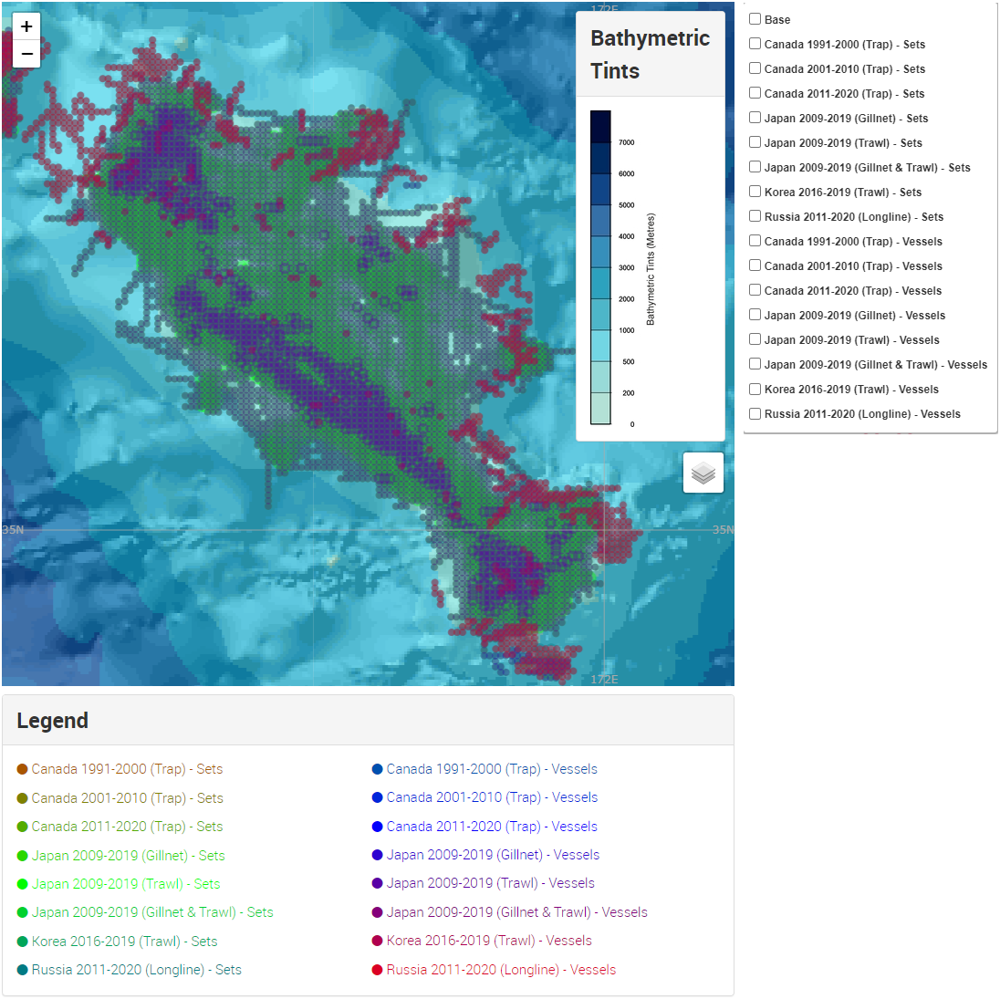 172E
+
−
Bathymetric
Tints
7000
6000
5000
4000
3000
2000
1000
500
200
0
Bathymetric Tints (Metres)
35N
35N
172E
Base
Canada 1991-2000 (Trap) - Sets
Canada 2001-2010 (Trap) - Sets
Canada 2011-2020 (Trap) - Sets
Japan 2009-2019 (Gillnet) - Sets
Japan 2009-2019 (Trawl) - Sets
Japan 2009-2019 (Gillnet & Trawl) - Sets
Korea 2016-2019 (Trawl) - Sets
Russia 2011-2020 (Longline) - Sets
Canada 1991-2000 (Trap) - Vessels
Canada 2001-2010 (Trap) - Vessels
Canada 2011-2020 (Trap) - Vessels
Japan 2009-2019 (Gillnet) - Vessels
Japan 2009-2019 (Trawl) - Vessels
Japan 2009-2019 (Gillnet & Trawl) - Vessels
Korea 2016-2019 (Trawl) - Vessels
Russia 2011-2020 (Longline) - Vessels
Legend
Canada 1991-2000 (Trap) - Sets
Canada 2001-2010 (Trap) - Sets
Canada 2011-2020 (Trap) - Sets
Japan 2009-2019 (Gillnet) - Sets
Japan 2009-2019 (Trawl) - Sets
Japan 2009-2019 (Gillnet & Trawl) - Sets
Korea 2016-2019 (Trawl) - Sets
Russia 2011-2020 (Longline) - Sets
Canada 1991-2000 (Trap) - Vessels
Canada 2001-2010 (Trap) - Vessels
Canada 2011-2020 (Trap) - Vessels
Japan 2009-2019 (Gillnet) - Vessels
Japan 2009-2019 (Trawl) - Vessels
Japan 2009-2019 (Gillnet & Trawl) - Vessels
Korea 2016-2019 (Trawl) - Vessels
Russia 2011-2020 (Longline) - Vessels